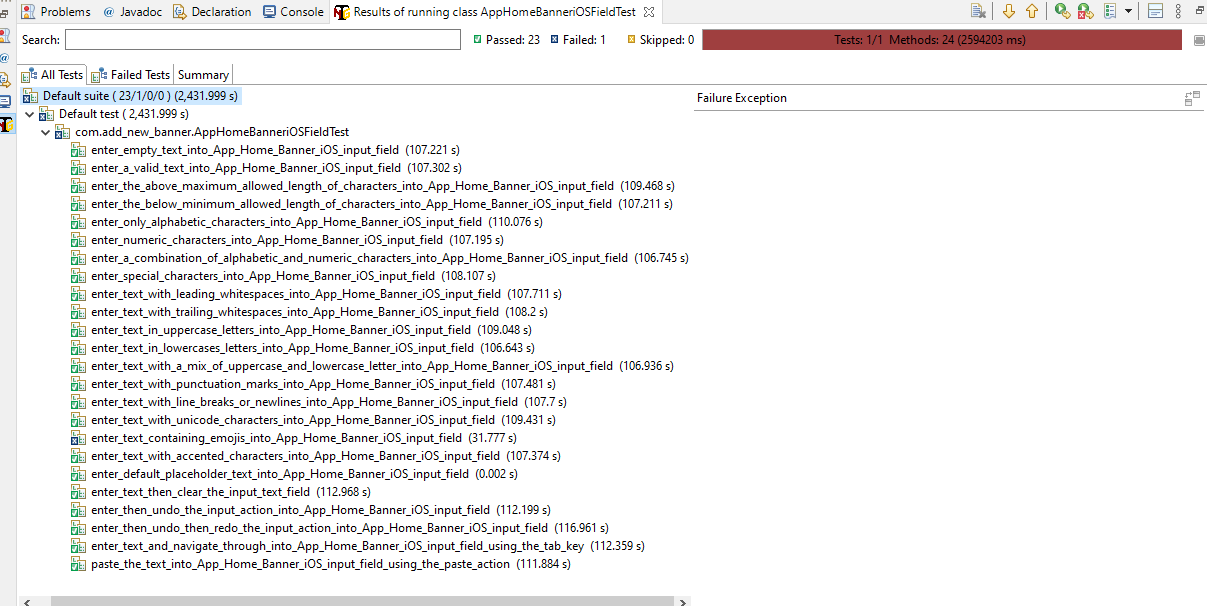 Problems @ Javadoc Declaration Console Results of running class AppHomeBanneriOSFieldTest
Search: Passed: 23 Failed: 1 Skipped: 0 Tests: 1/1 Methods: 24 (2594203 ms)
All Tests Failed Tests Summary
Default suite ( 23/1/0/0 ) (2,431.999 s)
Failure Exception
Default test ( 2,431.999 s)
com.add_new_banner.AppHomeBanneriOSFieldTest
enter_empty_text_into_App_Home_Banner_iOS_input_field (107.221 s)
enter_a_valid_text_into_App_Home_Banner_iOS_input_field (107.302 s)
enter_the_above_maximum_allowed_length_of_characters_into_App_Home_Banner_iOS_input_field (109.468 s)
enter_the_below_minimum_allowed_length_of_characters_into_App_Home_Banner_iOS_input_field (107.211 s)
enter_only_alphabetic_characters_into_App_Home_Banner_iOS_input_field (110.076 s)
enter_numeric_characters_into_App_Home_Banner_iOS_input_field (107.195 s)
enter_a_combination_of_alphabetic_and_numeric_characters_into_App_Home_Banner_iOS_input_field (106.745 s)
enter_special_characters_into_App_Home_Banner_iOS_input_field (108.107 s)
enter_text_with_leading_whitespaces_into_App_Home_Banner_iOS_input_field (107.711 s)
enter_text_with_trailing_whitespaces_into_App_Home_Banner_iOS_input_field (108.2 s)
enter_text_in_uppercase_letters_into_App_Home_Banner_iOS_input_field (109.048 s)
enter_text_in_lowercases_letters_into_App_Home_Banner_iOS_input_field (106.643 s)
enter_text_with_a_mix_of_uppercase_and_lowercase_letter_into_App_Home_Banner_iOS_input_field (106.936 s)
enter_text_with_punctuation_marks_into_App_Home_Banner_iOS_input_field (107.481 s)
enter_text_with_line_breaks_or_newlines_into_App_Home_Banner_iOS_input_field (107.7 s)
enter_text_with_unicode_characters_into_App_Home_Banner_iOS_input_field (109.431 s)
enter_text_containing_emojis_into_App_Home_Banner_iOS_input_field (31.777 s)
enter_text_with_accented_characters_into_App_Home_Banner_iOS_input_field (107.374 s)
enter_default_placeholder_text_into_App_Home_Banner_iOS_input_field (0.002 s)
enter_text_then_clear_the_input_text_field (112.968 s)
enter_then_undo_the_input_action_into_App_Home_Banner_iOS_input_field (112.199 s)
enter_then_undo_then_redo_the_input_action_into_App_Home_Banner_iOS_input_field (116.961 s)
enter_text_and_navigate_through_into_App_Home_Banner_iOS_input_field_using_the_tab_key (112.359 s)
paste_the_text_into_App_Home_Banner_iOS_input_field_using_the_paste_action (111.884 s)